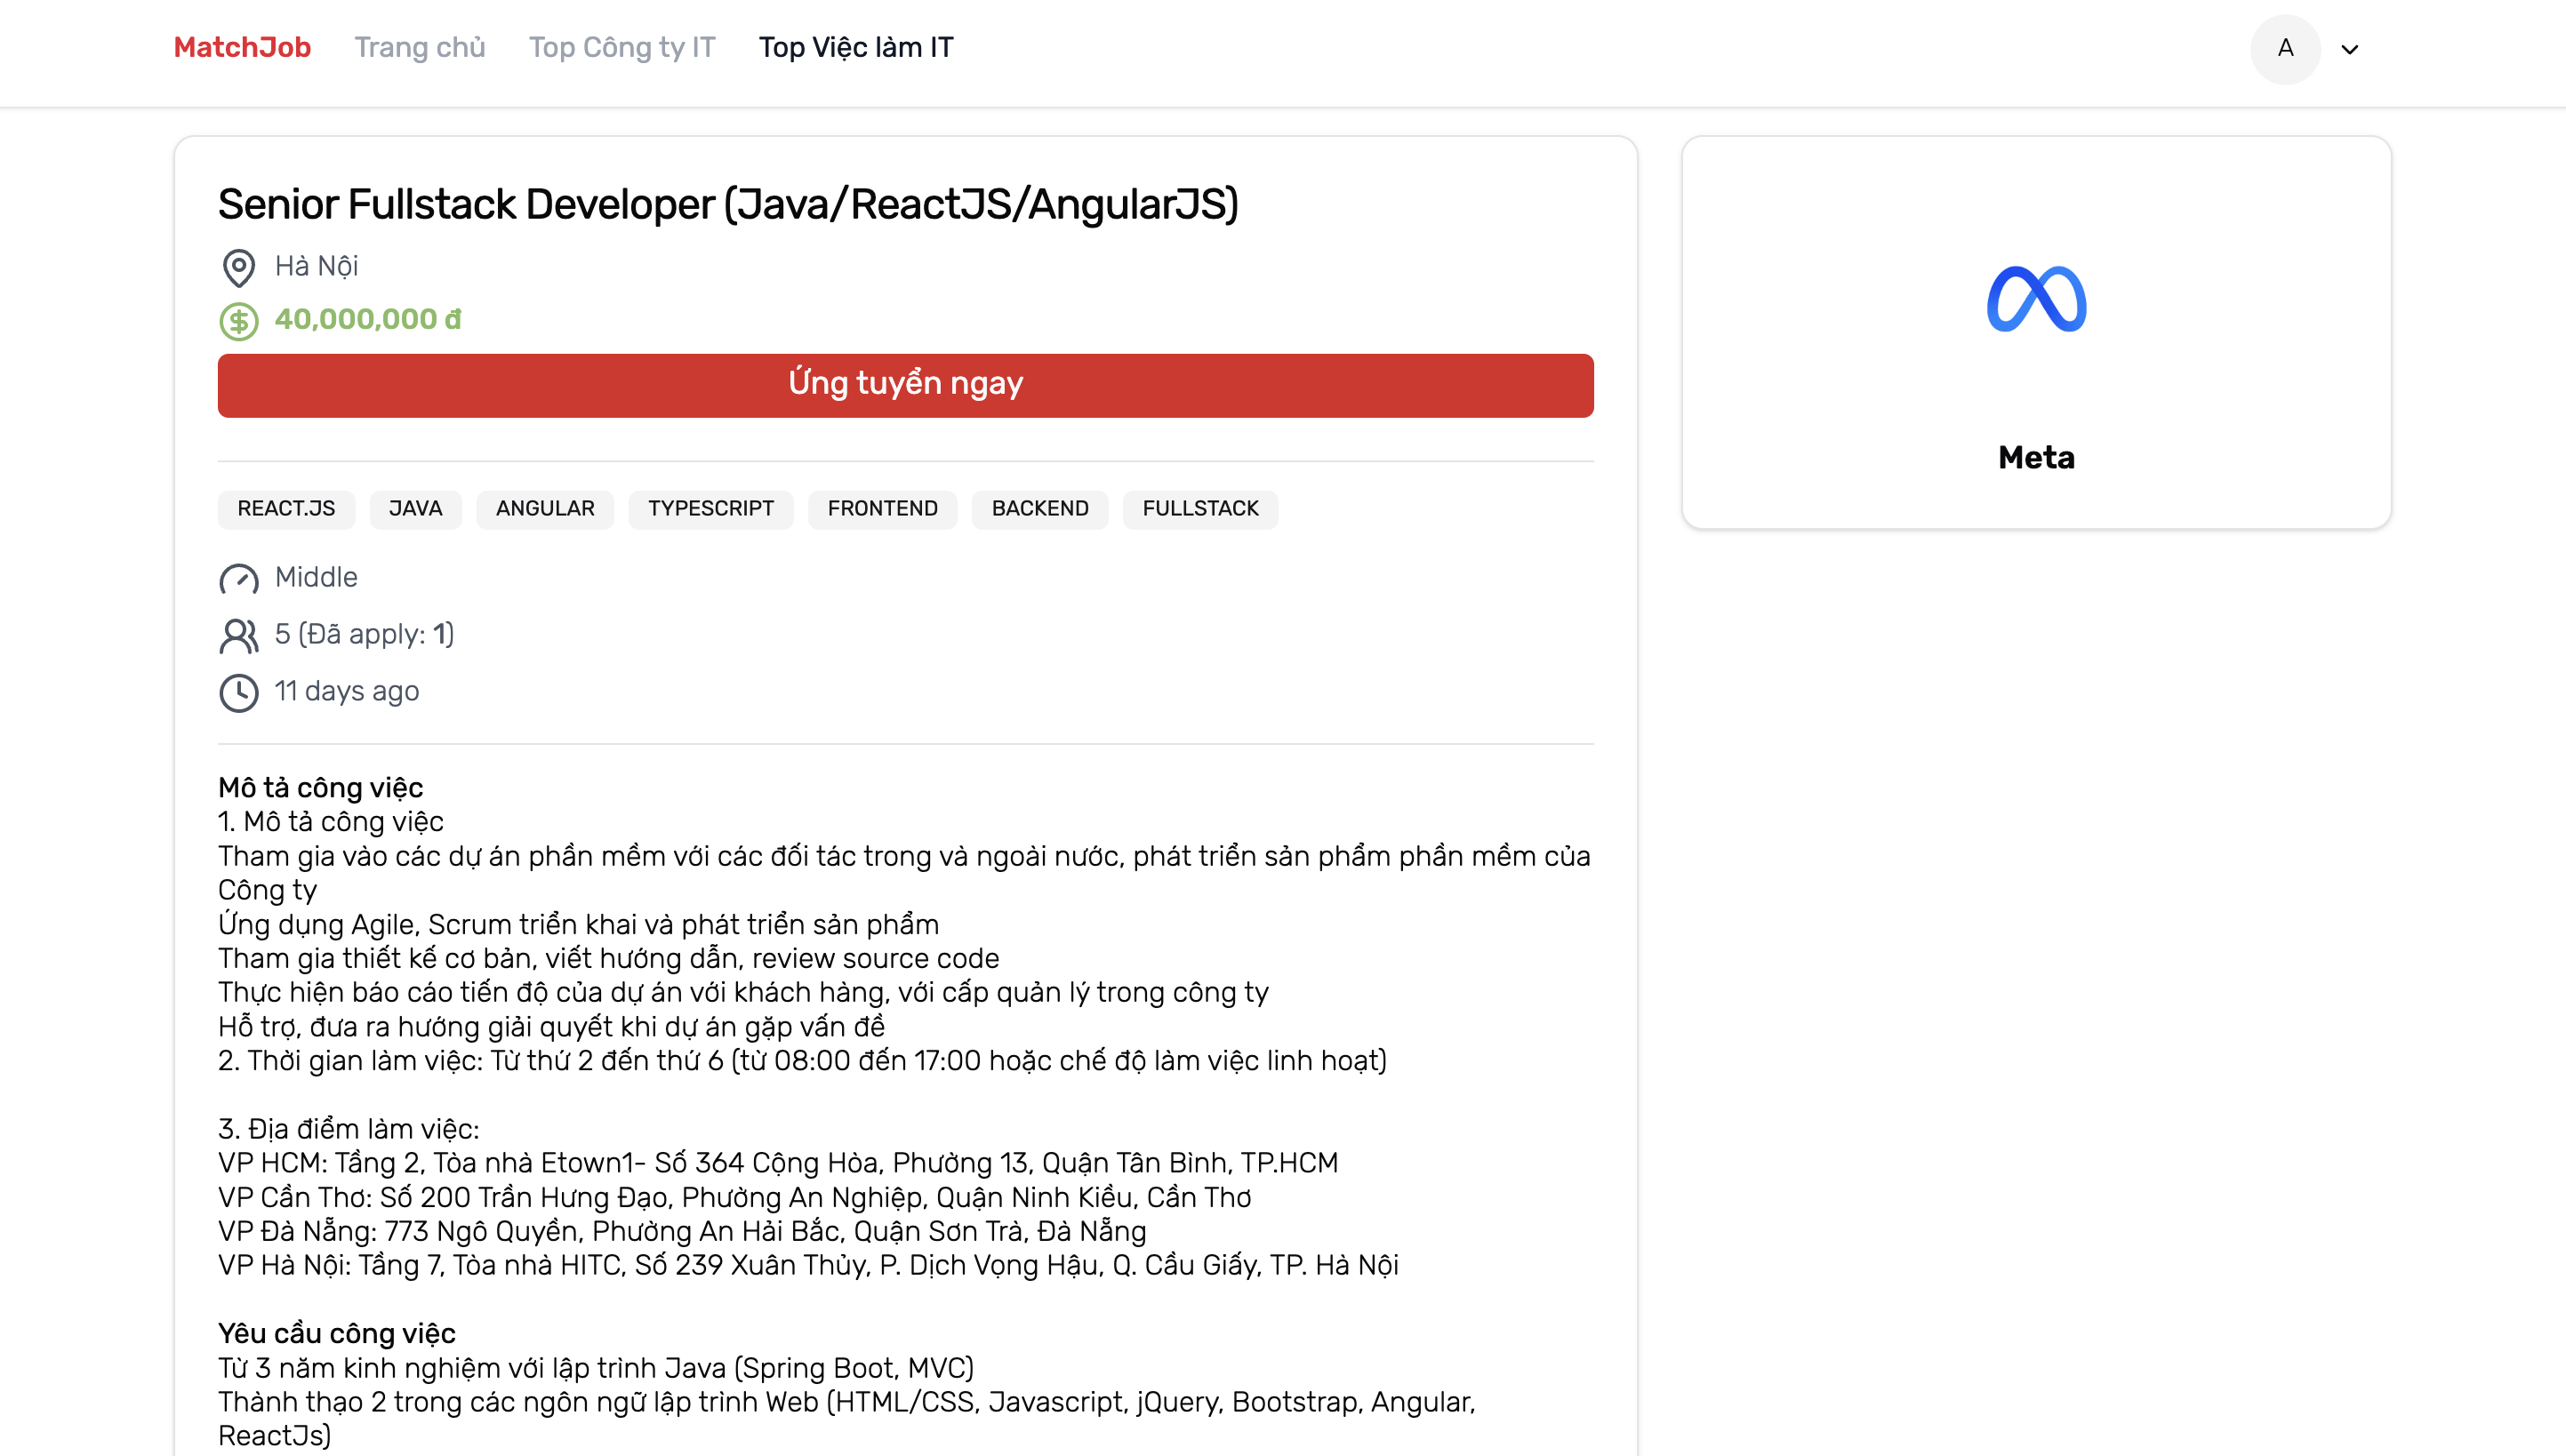 MatchJob Trang chủ Top Công ty IT Top Việc làm IT A
Senior Fullstack Developer (Java/ReactJS/AngularJS)
Hà Nội
40,000,000 đ
Ứng tuyển ngay
REACT.JS JAVA ANGULAR TYPESCRIPT FRONTEND BACKEND FULLSTACK
Middle
5 (Đã apply: 1)
11 days ago
Mô tả công việc
1. Mô tả công việc
Tham gia vào các dự án phần mềm với các đối tác trong và ngoài nước, phát triển sản phẩm phần mềm của
Công ty
Ứng dụng Agile, Scrum triển khai và phát triển sản phẩm
Tham gia thiết kế cơ bản, viết hướng dẫn, review source code
Thực hiện báo cáo tiến độ của dự án với khách hàng, với cấp quản lý trong công ty
Hỗ trợ, đưa ra hướng giải quyết khi dự án gặp vấn đề
2. Thời gian làm việc: Từ thứ 2 đến thứ 6 (từ 08:00 đến 17:00 hoặc chế độ làm việc linh hoạt)
3. Địa điểm làm việc:
VP HCM: Tầng 2, Tòa nhà Etown1- Số 364 Cộng Hòa, Phường 13, Quận Tân Bình, TP.HCM
VP Cần Thơ: Số 200 Trần Hưng Đạo, Phường An Nghiệp, Quận Ninh Kiều, Cần Thơ
VP Đà Nẵng: 773 Ngô Quyền, Phường An Hải Bắc, Quận Sơn Trà, Đà Nẵng
VP Hà Nội: Tầng 7, Tòa nhà HITC, Số 239 Xuân Thủy, P. Dịch Vọng Hậu, Q. Cầu Giấy, TP. Hà Nội
Yêu cầu công việc
Từ 3 năm kinh nghiệm với lập trình Java (Spring Boot, MVC)
Thành thạo 2 trong các ngôn ngữ lập trình Web (HTML/CSS, Javascript, jQuery, Bootstrap, Angular,
ReactJs)
Meta